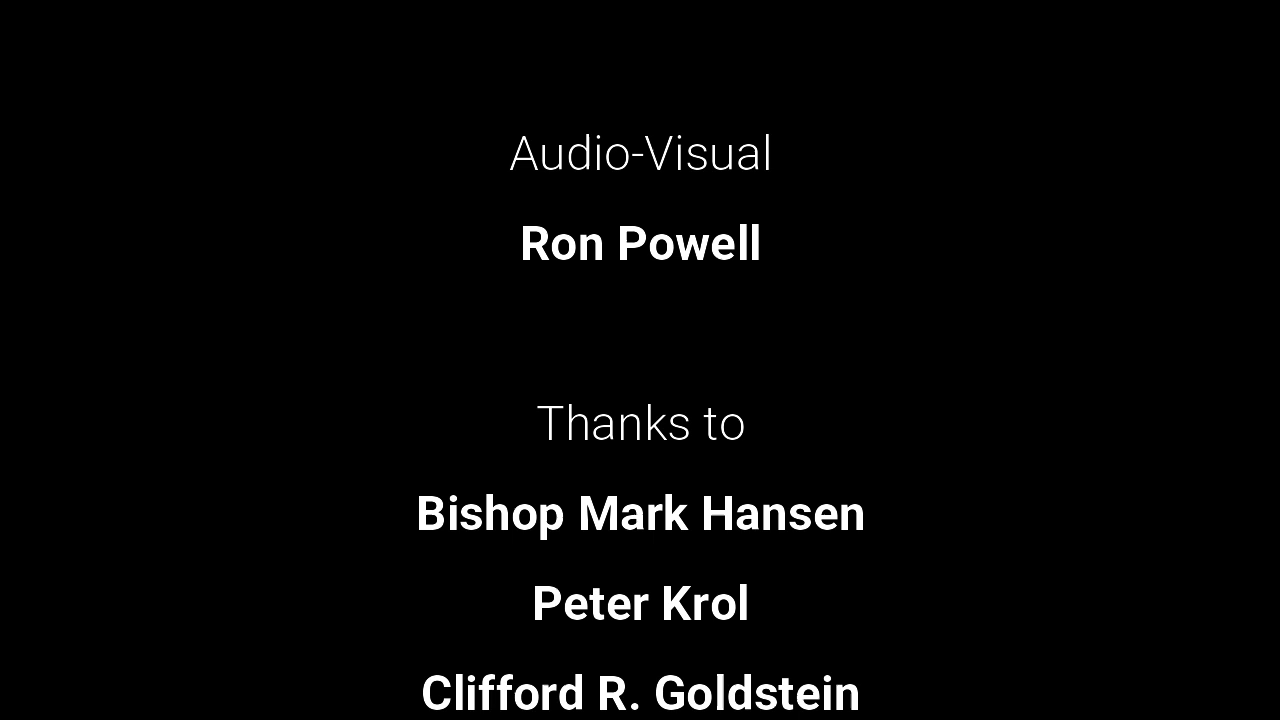 Audio-Visual
Ron Powell
Thanks to
Bishop Mark Hansen
Peter Krol
Clifford R. Goldstein